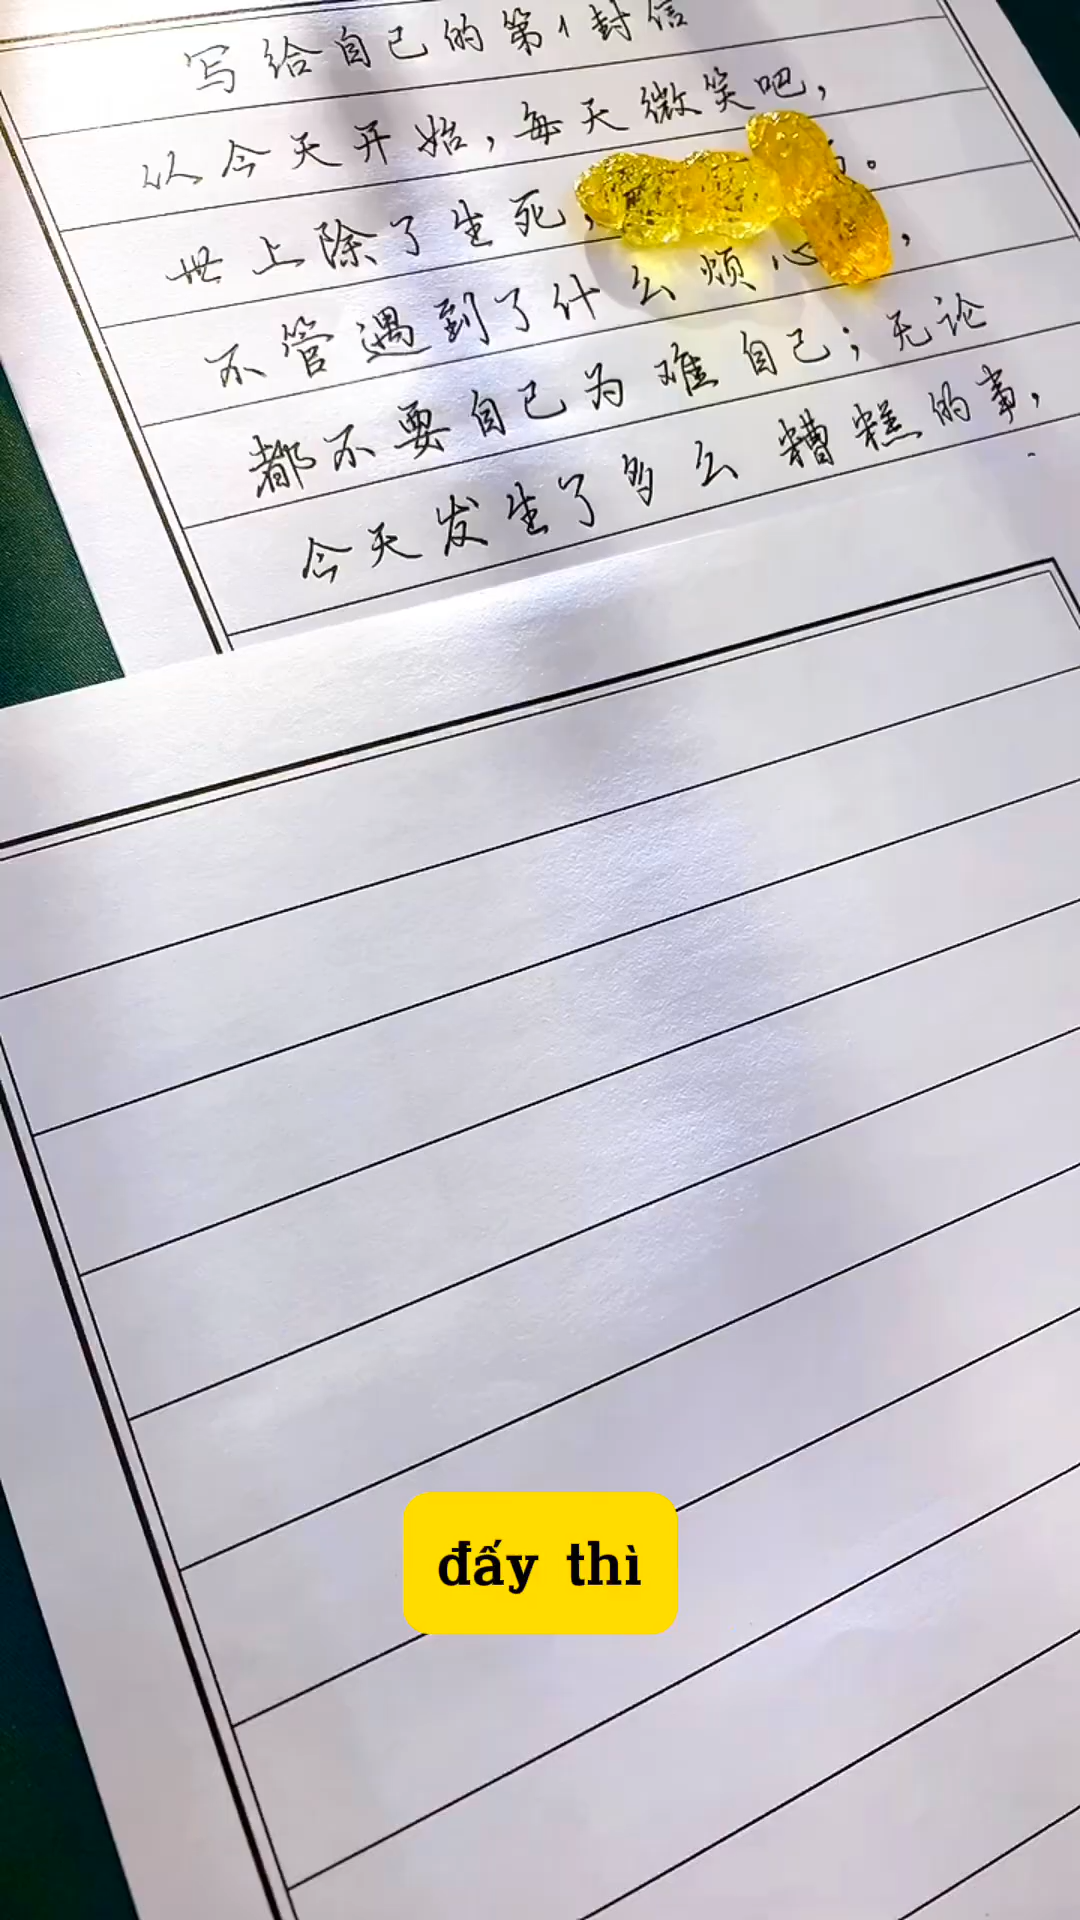 写给自己的第1封信
从今天开始,每天微笑吧,
世上除了生死,
不管遇到了什么烦心,
都不要自己为难自己;无论
今天发生了多么糟糕的事,
đấy thì